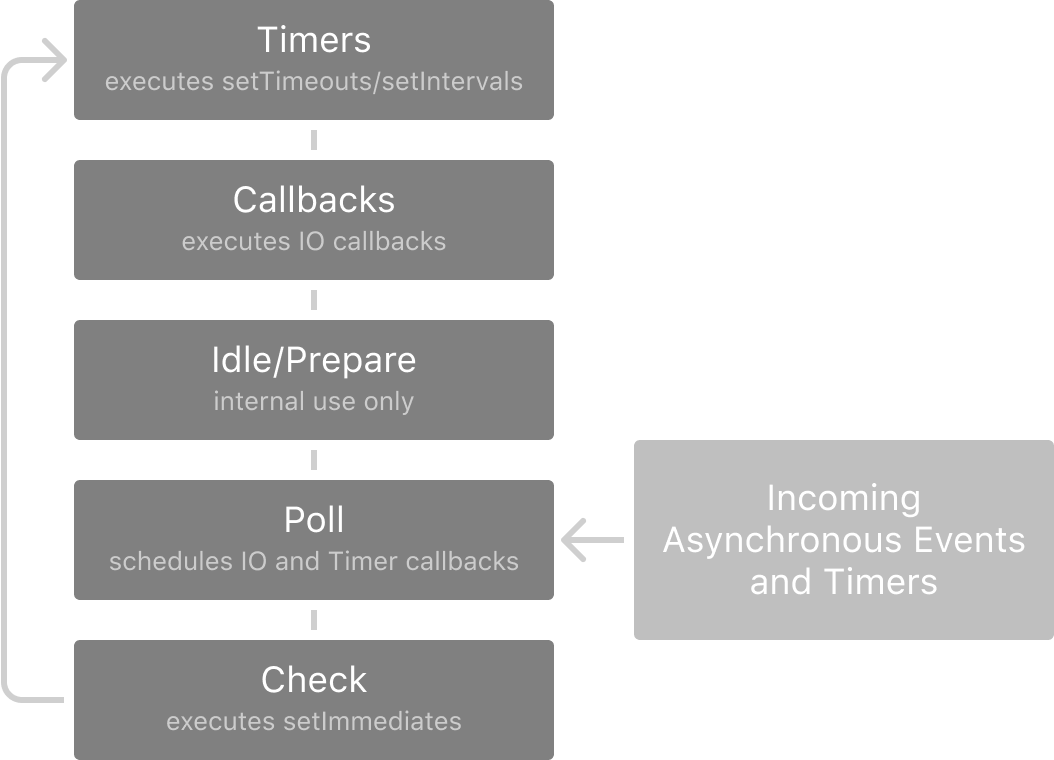 Timers
executes setTimeouts/setIntervals
Callbacks
executes IO callbacks
Idle/Prepare
internal use only
Poll
schedules IO and Timer callbacks
Incoming
Asynchronous Events
and Timers
Check
executes setImmediates